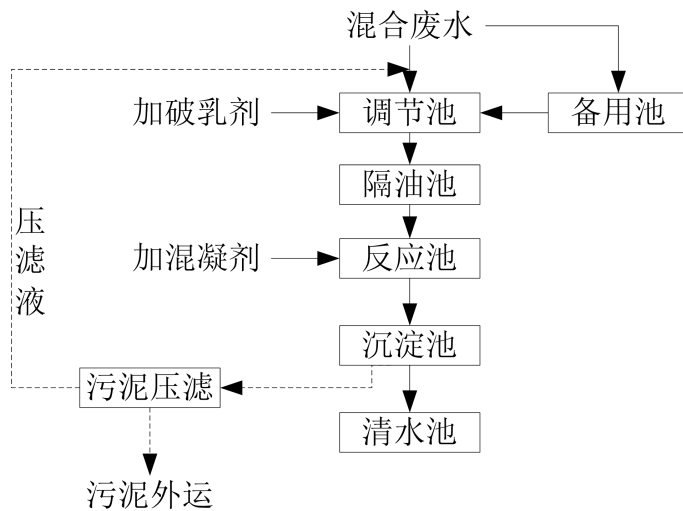 混合废水
加破乳剂
调节池
备用池
隔油池
压滤液
加混凝剂
反应池
沉淀池
污泥压滤
清水池
污泥外运